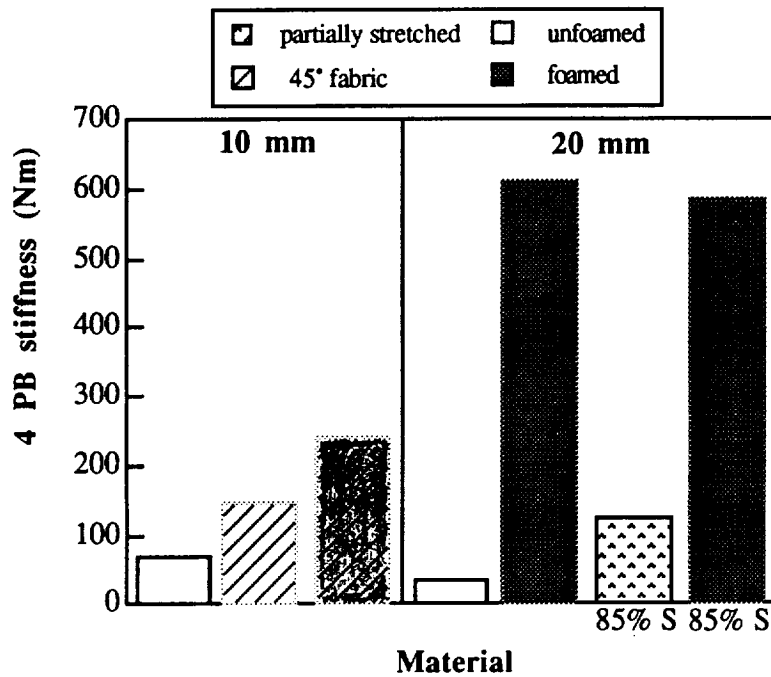 partially stretched unfoamed
45° fabric foamed
700
10 mm 20 mm
600
500
400
300
200
100
0
4 PB stiffness (Nm)
85% S 85% S
Material